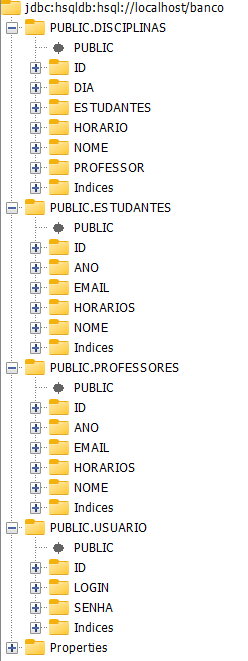 jdbc:hsqldb:hsql://localhost/banco
PUBLIC.DISCIPLINAS
PUBLIC
ID
DIA
ESTUDANTES
HORARIO
NOME
PROFESSOR
Indices
PUBLIC.ESTUDANTES
PUBLIC
ID
ANO
EMAIL
HORARIOS
NOME
Indices
PUBLIC.PROFESSORES
PUBLIC
ID
ANO
EMAIL
HORARIOS
NOME
Indices
PUBLIC.USUARIO
PUBLIC
ID
LOGIN
SENHA
Indices
Properties